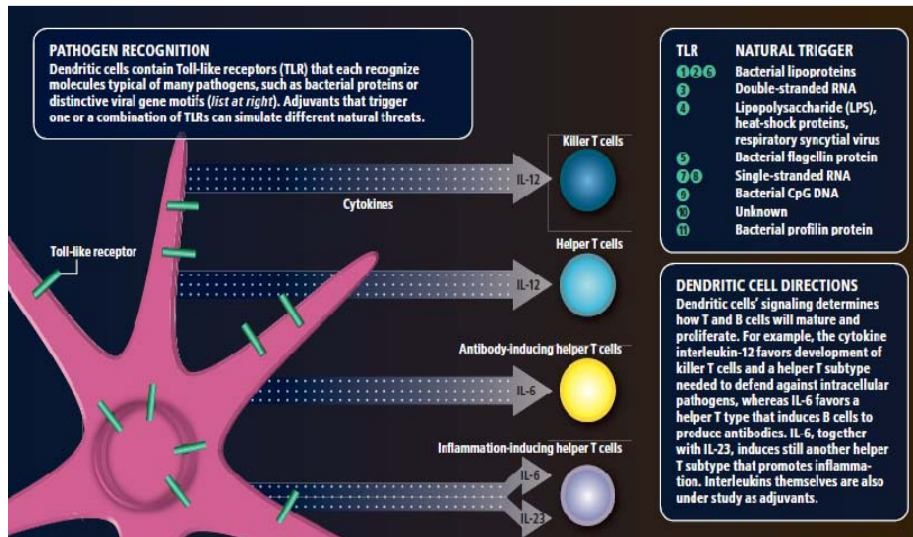 PATHOGEN RECOGNITION
Dendritic cells contain Toll-like receptors (TLR) that each recognize
molecules typical of many pathogens, such as bacterial proteins or
distinctive viral gene motifs (list at right). Adjuvants that trigger
one or a combination of TLRs can simulate different natural threats.
Killer T cells
IL-12
Cytokines
Toll-like receptor
Helper T cells
IL-12
Antibody-inducing helper T cells
IL-6
Inflammation-inducing helper T cells
IL-6
IL-23
TLR NATURAL TRIGGER
1 2 6 Bacterial lipoproteins
3 Double-stranded RNA
4 Lipopolysaccharide (LPS),
heat-shock proteins,
respiratory syncytial virus
5 Bacterial flagellin protein
7 8 Single-stranded RNA
9 Bacterial CpG DNA
10 Unknown
11 Bacterial profilin protein
DENDRITIC CELL DIRECTIONS
Dendritic cells' signaling determines
how T and B cells will mature and
proliferate. For example, the cytokine
interleukin-12 favors development of
killer T cells and a helper T subtype
needed to defend against intracellular
pathogens, whereas IL-6 favors a
helper T type that induces B cells to
produce antibodies. IL-6, together
with IL-23, induces still another helper
T subtype that promotes inflamma-
tion. Interleukins themselves are also
under study as adjuvants.